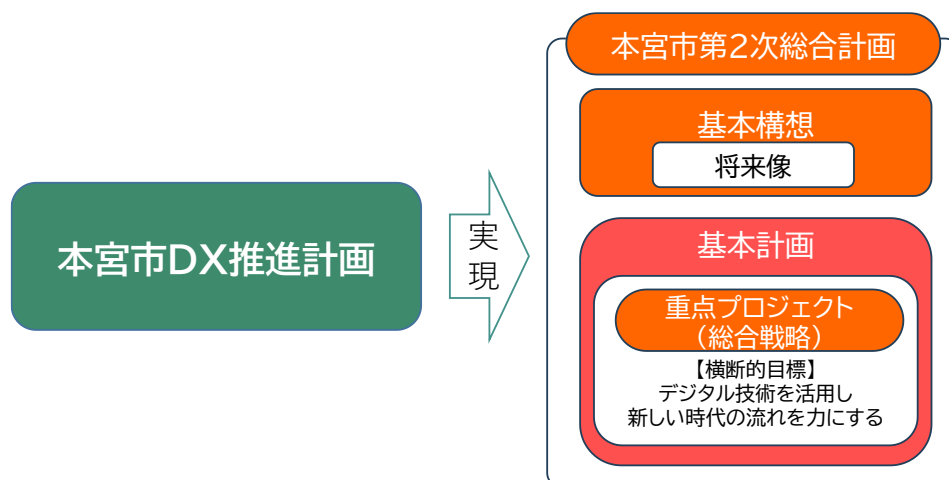 本宮市DX推進計画
実
現
本宮市第2次総合計画
基本構想
将来像
基本計画
重点プロジェクト
(総合戦略)
【横断的目標】
デジタル技術を活用し
新しい時代の流れを力にする